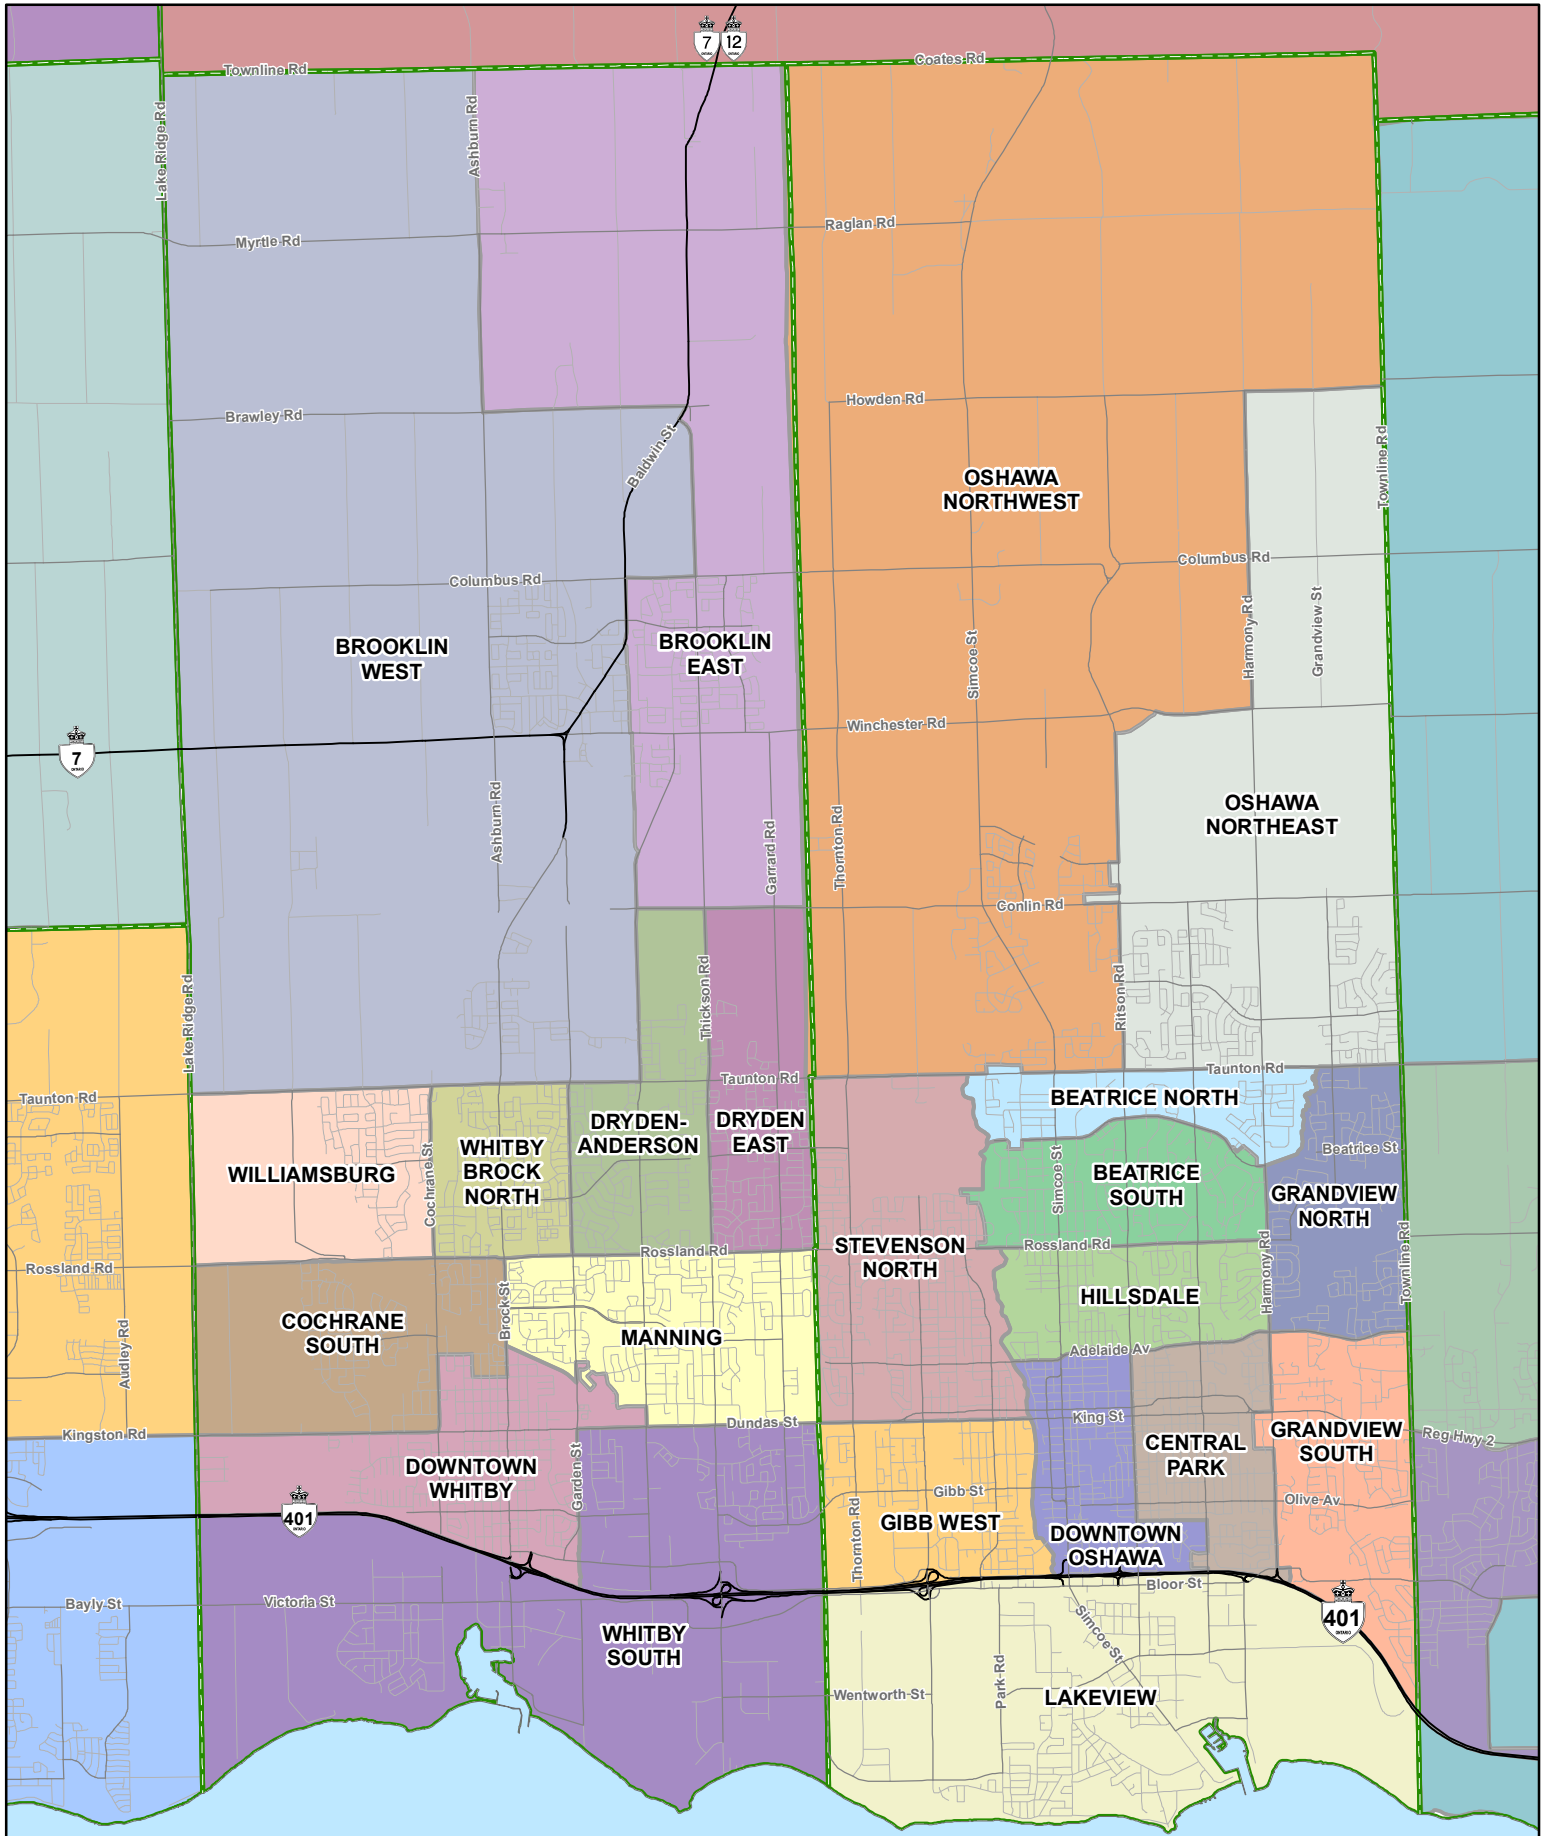 7
12
ONTARIO
Townline Rd
Coates Rd
Lake Ridge Rd
Ashburn Rd
Raglan Rd
Myrtle Rd
Howden Rd
Brawley Rd
Baldwin St
Townline Rd
OSHAWA
NORTHWEST
Columbus Rd
Columbus Rd
Harmony Rd
Grandview St
Simcoe St
BROOKLIN
WEST
BROOKLIN
EAST
Winchester Rd
7
ONTARIO
Ashburn Rd
Garrard Rd
Thornton Rd
OSHAWA
NORTHEAST
Conlin Rd
Thickson Rd
Ritson Rd
Lake Ridge Rd
Taunton Rd
Taunton Rd
Taunton Rd
BEATRICE NORTH
DRYDEN-
ANDERSON
DRYDEN
EAST
WHITBY
BROCK
NORTH
WILLIAMSBURG
Cochrane St
Simcoe St
Beatrice St
BEATRICE
SOUTH
GRANDVIEW
NORTH
STEVENSON
NORTH
Rossland Rd
Rossland Rd
Rossland Rd
Harmony Rd
Townline Rd
HILLSDALE
Brock St
COCHRANE
SOUTH
MANNING
Audley Rd
Adelaide Av
King St
Dundas St
Kingston Rd
CENTRAL
PARK
GRANDVIEW
SOUTH
Reg Hwy 2
DOWNTOWN
WHITBY
Garden St
Gibb St
Olive Av
Thornton Rd
GIBB WEST
DOWNTOWN
OSHAWA
401
ONTARIO
Bloor St
Bayly St
Victoria St
Simcoe St
401
ONTARIO
WHITBY
SOUTH
Park Rd
Wentworth St
LAKEVIEW